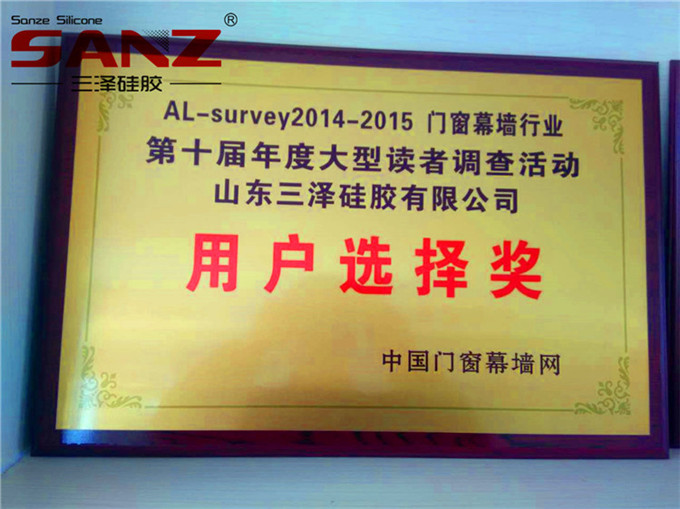 Sanze Silicone
SANZ®
三泽硅胶
AL-survey2014-2015 门窗幕墙行业
第十届年度大型读者调查活动
山东三泽硅胶有限公司
用户选择奖
中国门窗幕墙网